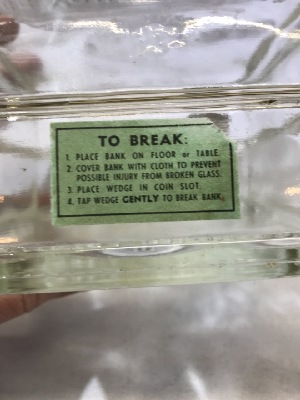 TO BREAK:
1. PLACE BANK ON FLOOR or TABLE.
2. COVER BANK WITH CLOTH TO PREVENT
POSSIBLE INJURY FROM BROKEN GLASS.
3. PLACE WEDGE IN COIN SLOT.
4. TAP WEDGE GENTLY TO BREAK BANK.